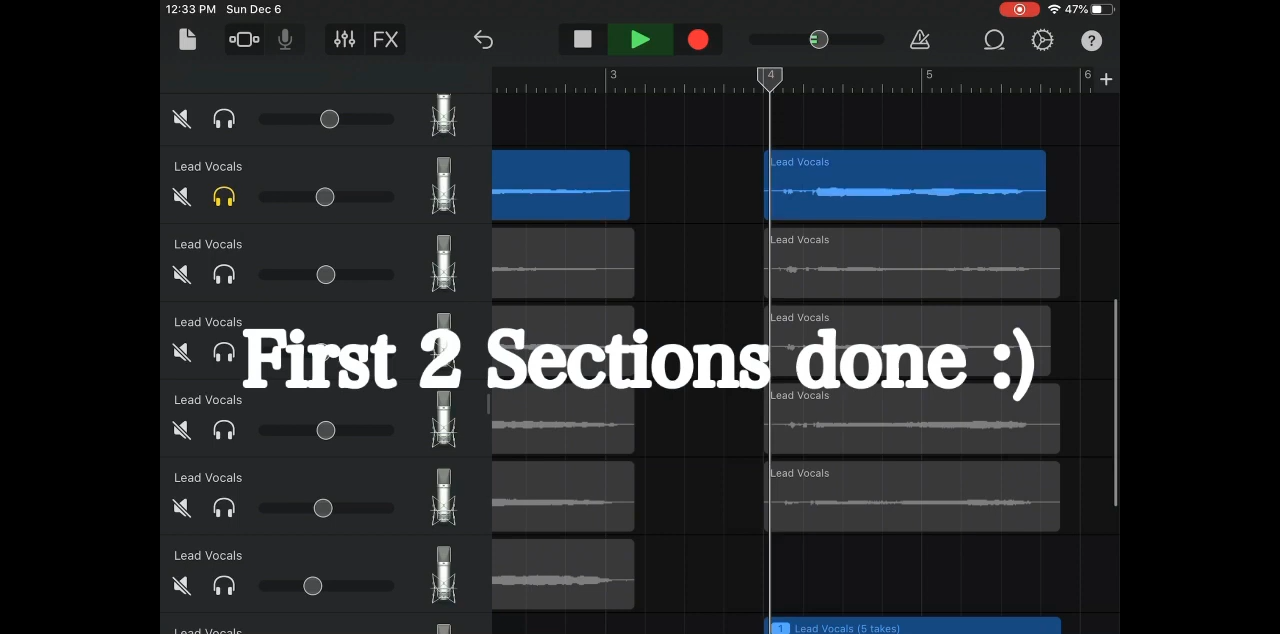 12:33 PM Sun Dec 6
47%
FX
?
3
4
5
6
+
Lead Vocals
Lead Vocals
Lead Vocals
Lead Vocals
Lead Vocals
Lead Vocals
First 2 Sections done :)
Lead Vocals
Lead Vocals
Lead Vocals
Lead Vocals
Lead Vocals
Lead Vocals
1 Lead Vocals (5 takes)